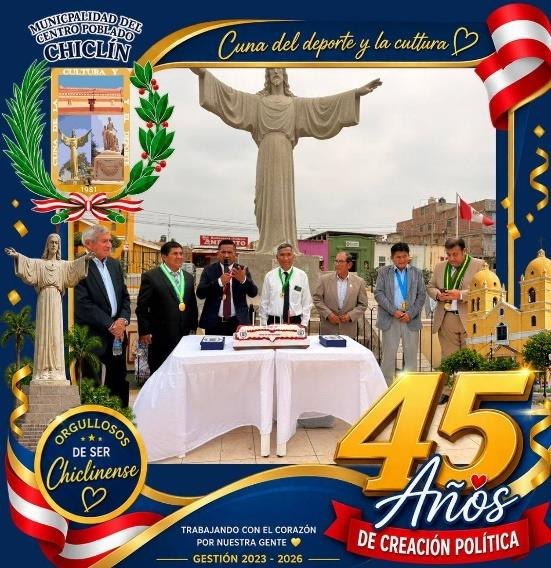 MUNICIPALIDAD DEL
CENTRO POBLADO
CHICLÍN
Cuna del deporte y la cultura
CULTURA Y
1981
ORGULLOSOS
DE SER
Chiclinense
45
Años
DE CREACIÓN POLÍTICA
TRABAJANDO CON EL CORAZÓN
POR NUESTRA GENTE
GESTIÓN 2023 - 2026